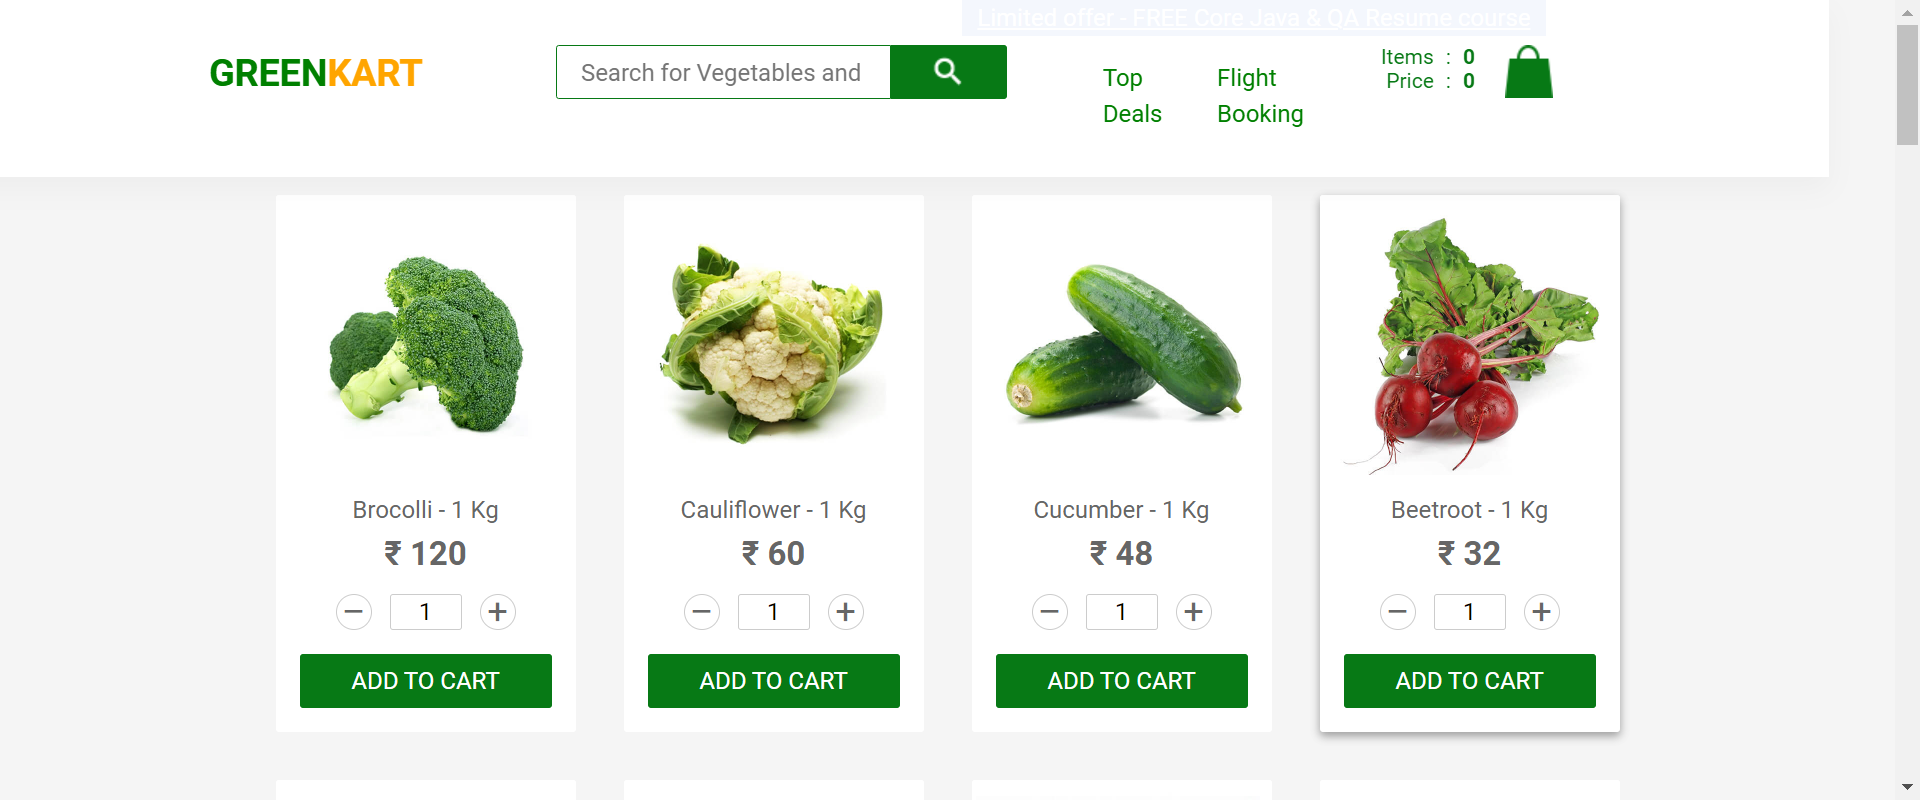 Limited offer - FREE Core Java & QA Resume course
GREENKART
Search for Vegetables and
Top Deals
Flight Booking
Items : 0
Price : 0
Brocolli - 1 Kg
₹ 120
− 1 +
ADD TO CART
Cauliflower - 1 Kg
₹ 60
− 1 +
ADD TO CART
Cucumber - 1 Kg
₹ 48
− 1 +
ADD TO CART
Beetroot - 1 Kg
₹ 32
− 1 +
ADD TO CART